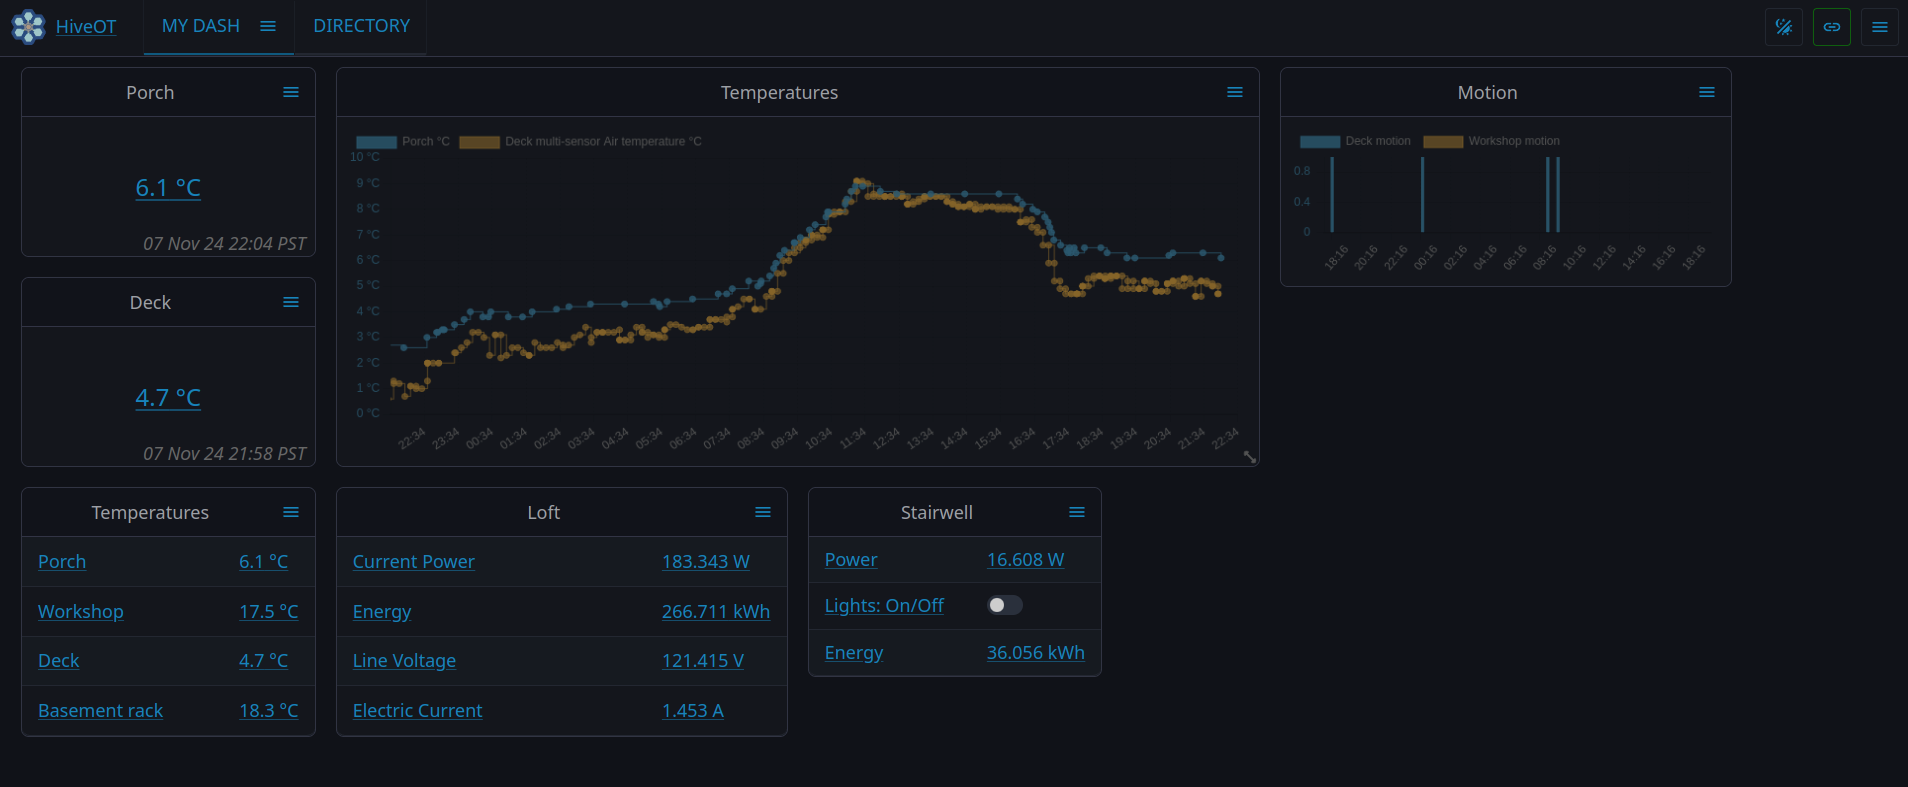 HiveOT
MY DASH
DIRECTORY
Porch
6.1 °C
07 Nov 24 22:04 PST
Deck
4.7 °C
07 Nov 24 21:58 PST
Temperatures
Porch °C
Deck multi-sensor Air temperature °C
10 °C
9 °C
8 °C
7 °C
6 °C
5 °C
4 °C
3 °C
2 °C
1 °C
0 °C
22:34 23:34 00:34 01:34 02:34 03:34 04:34 05:34 06:34 07:34 08:34 09:34 10:34 11:34 12:34 13:34 14:34 15:34 16:34 17:34 18:34 19:34 20:34 21:34 22:34
Motion
Deck motion
Workshop motion
0.8
0.4
0
18:16 20:16 22:16 00:16 02:16 04:16 06:16 08:16 10:16 12:16 14:16 16:16 18:16
Temperatures
Porch 6.1 °C
Workshop 17.5 °C
Deck 4.7 °C
Basement rack 18.3 °C
Loft
Current Power 183.343 W
Energy 266.711 kWh
Line Voltage 121.415 V
Electric Current 1.453 A
Stairwell
Power 16.608 W
Lights: On/Off
Energy 36.056 kWh